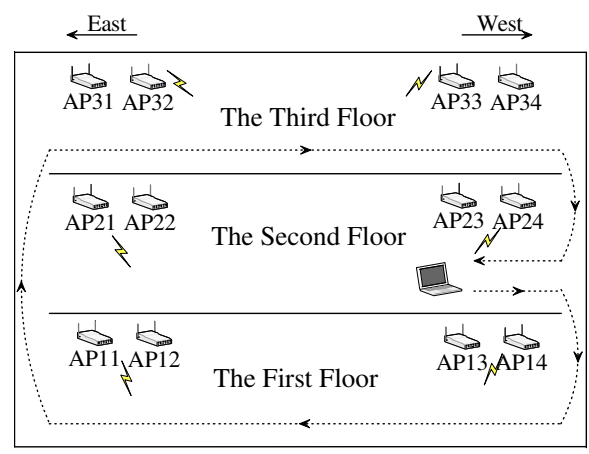 East West
AP31 AP32 AP33 AP34
The Third Floor
AP21 AP22 AP23 AP24
The Second Floor
AP11 AP12 AP13 AP14
The First Floor